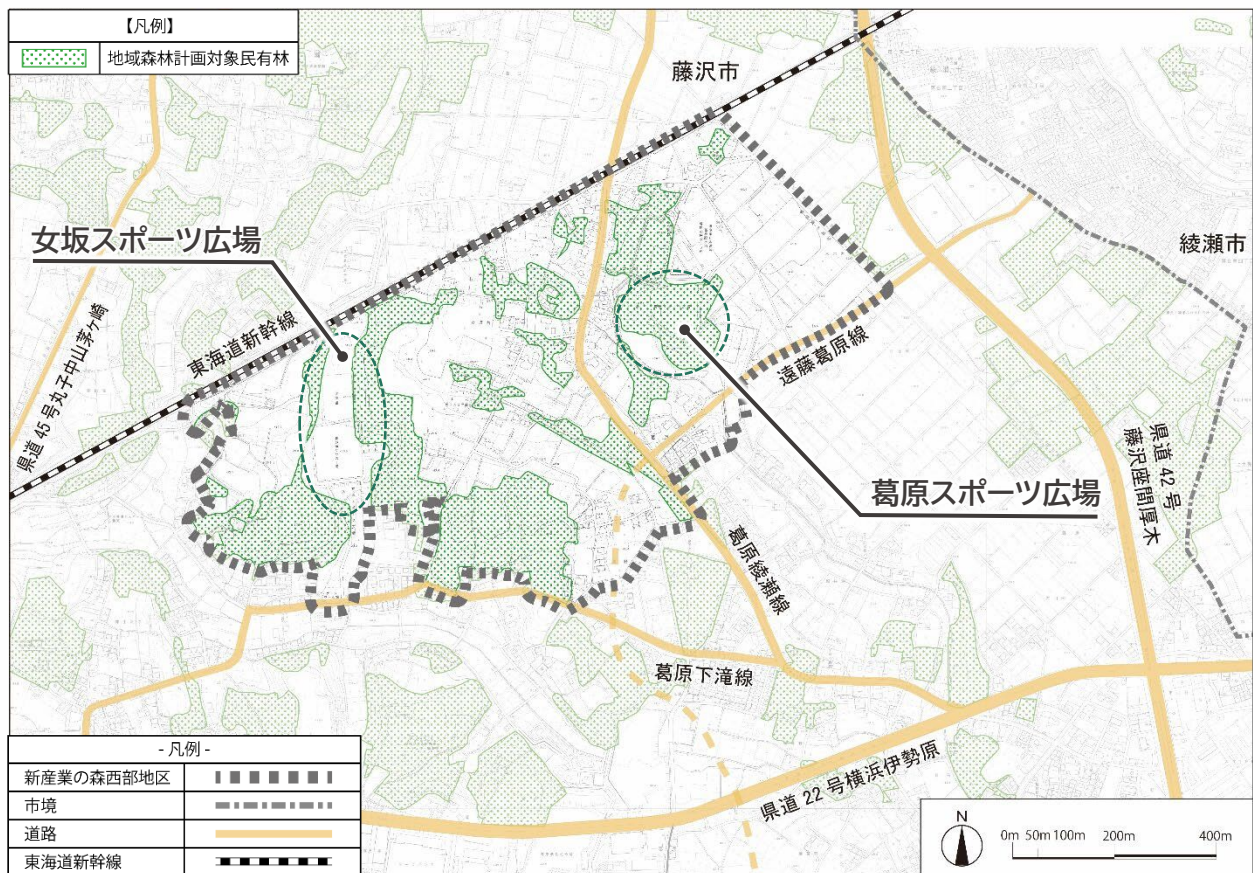 【凡例】
地域森林計画対象民有林
藤沢市
綾瀬市
女坂スポーツ広場
東海道新幹線
県道45号丸子中山茅ヶ崎
遠藤葛原線
葛原スポーツ広場
県道42号
藤沢座間厚木
葛原綾瀬線
葛原下滝線
県道22号横浜伊勢原
- 凡例 -
新産業の森西部地区
市境
道路
東海道新幹線
N
0m 50m 100m 200m 400m